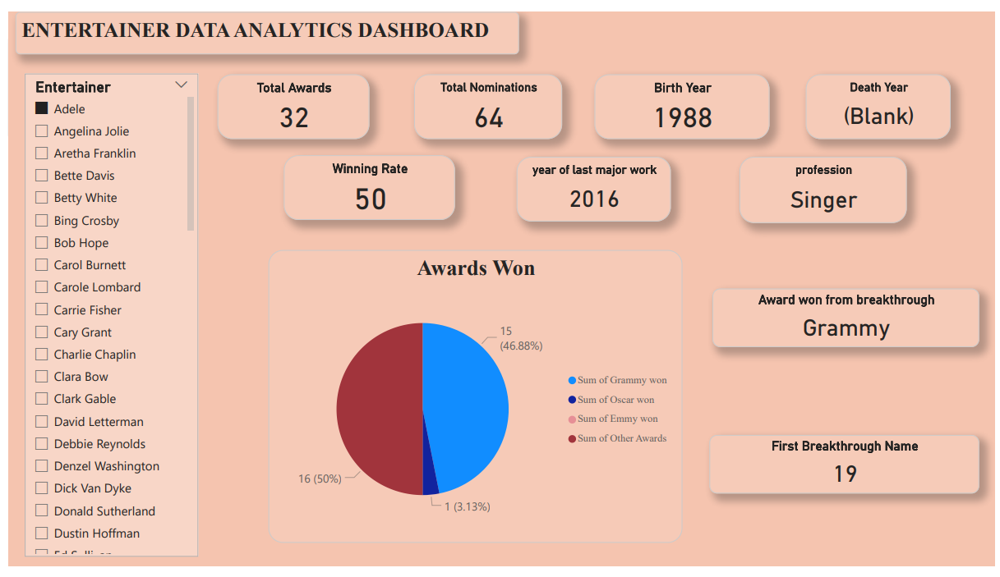 ENTERTAINER DATA ANALYTICS DASHBOARD
Entertainer
Adele
Angelina Jolie
Aretha Franklin
Bette Davis
Betty White
Bing Crosby
Bob Hope
Carol Burnett
Carole Lombard
Carrie Fisher
Cary Grant
Charlie Chaplin
Clara Bow
Clark Gable
David Letterman
Debbie Reynolds
Denzel Washington
Dick Van Dyke
Donald Sutherland
Dustin Hoffman
Total Awards
32
Total Nominations
64
Birth Year
1988
Death Year
(Blank)
Winning Rate
50
year of last major work
2016
profession
Singer
Awards Won
15
(46.88%)
16 (50%)
1 (3.13%)
Sum of Grammy won
Sum of Oscar won
Sum of Emmy won
Sum of Other Awards
Award won from breakthrough
Grammy
First Breakthrough Name
19